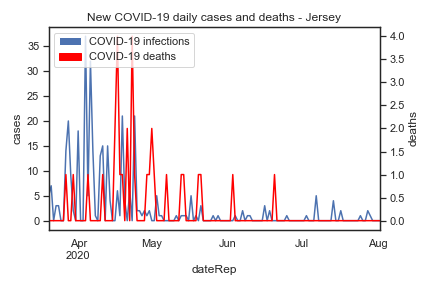 New COVID-19 daily cases and deaths - Jersey
COVID-19 infections
COVID-19 deaths
cases
35
30
25
20
15
10
5
0
deaths
4.0
3.5
3.0
2.5
2.0
1.5
1.0
0.5
0.0
Apr
2020
May
Jun
Jul
Aug
dateRep